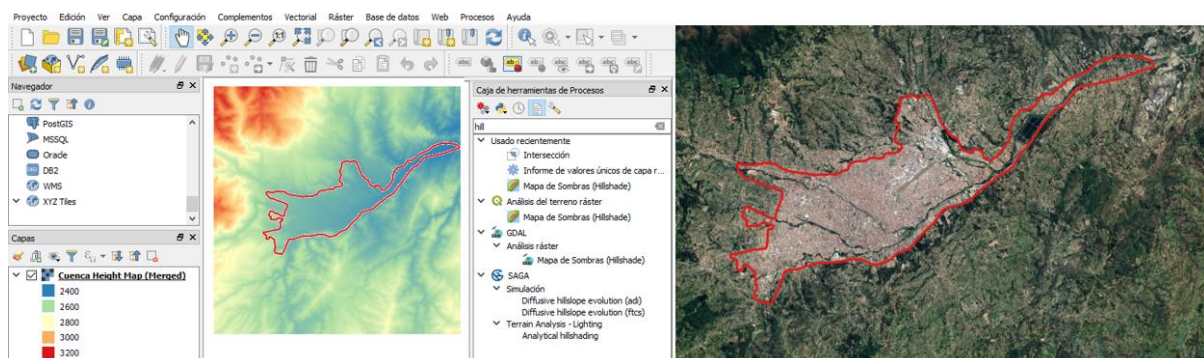 Proyecto Edición Ver Capa Configuración Complementos Vectorial Ráster Base de datos Web Procesos Ayuda
Navegador
PostGIS
MSSQL
Oracle
DB2
WMS
XYZ Tiles
Capas
Cuenca Height Map (Merged)
2400
2600
2800
3000
3200
Caja de herramientas de Procesos
hill
Usado recientemente
Intersección
Informe de valores únicos de capa r...
Mapa de Sombras (Hillshade)
Análisis del terreno ráster
Mapa de Sombras (Hillshade)
GDAL
Análisis ráster
Mapa de Sombras (Hillshade)
SAGA
Simulación
Diffusive hillslope evolution (adi)
Diffusive hillslope evolution (ftcs)
Terrain Analysis - Lighting
Analytical hillshading